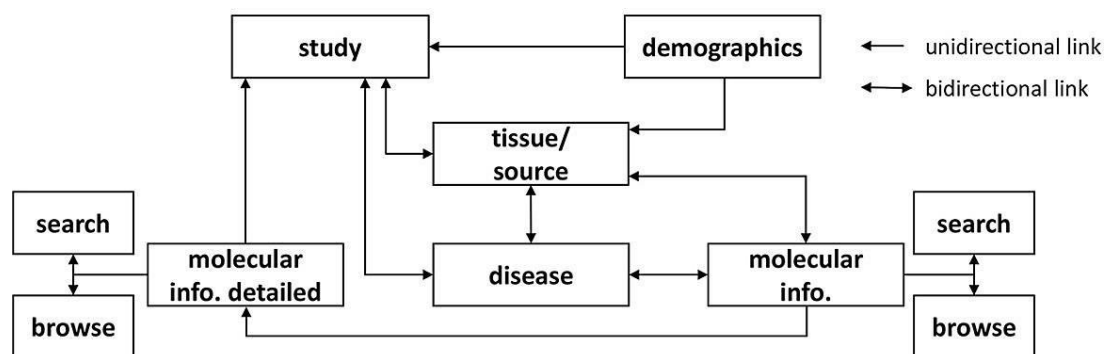 study
demographics
unidirectional link
bidirectional link
tissue/
source
search
molecular
info. detailed
browse
disease
molecular
info.
search
browse